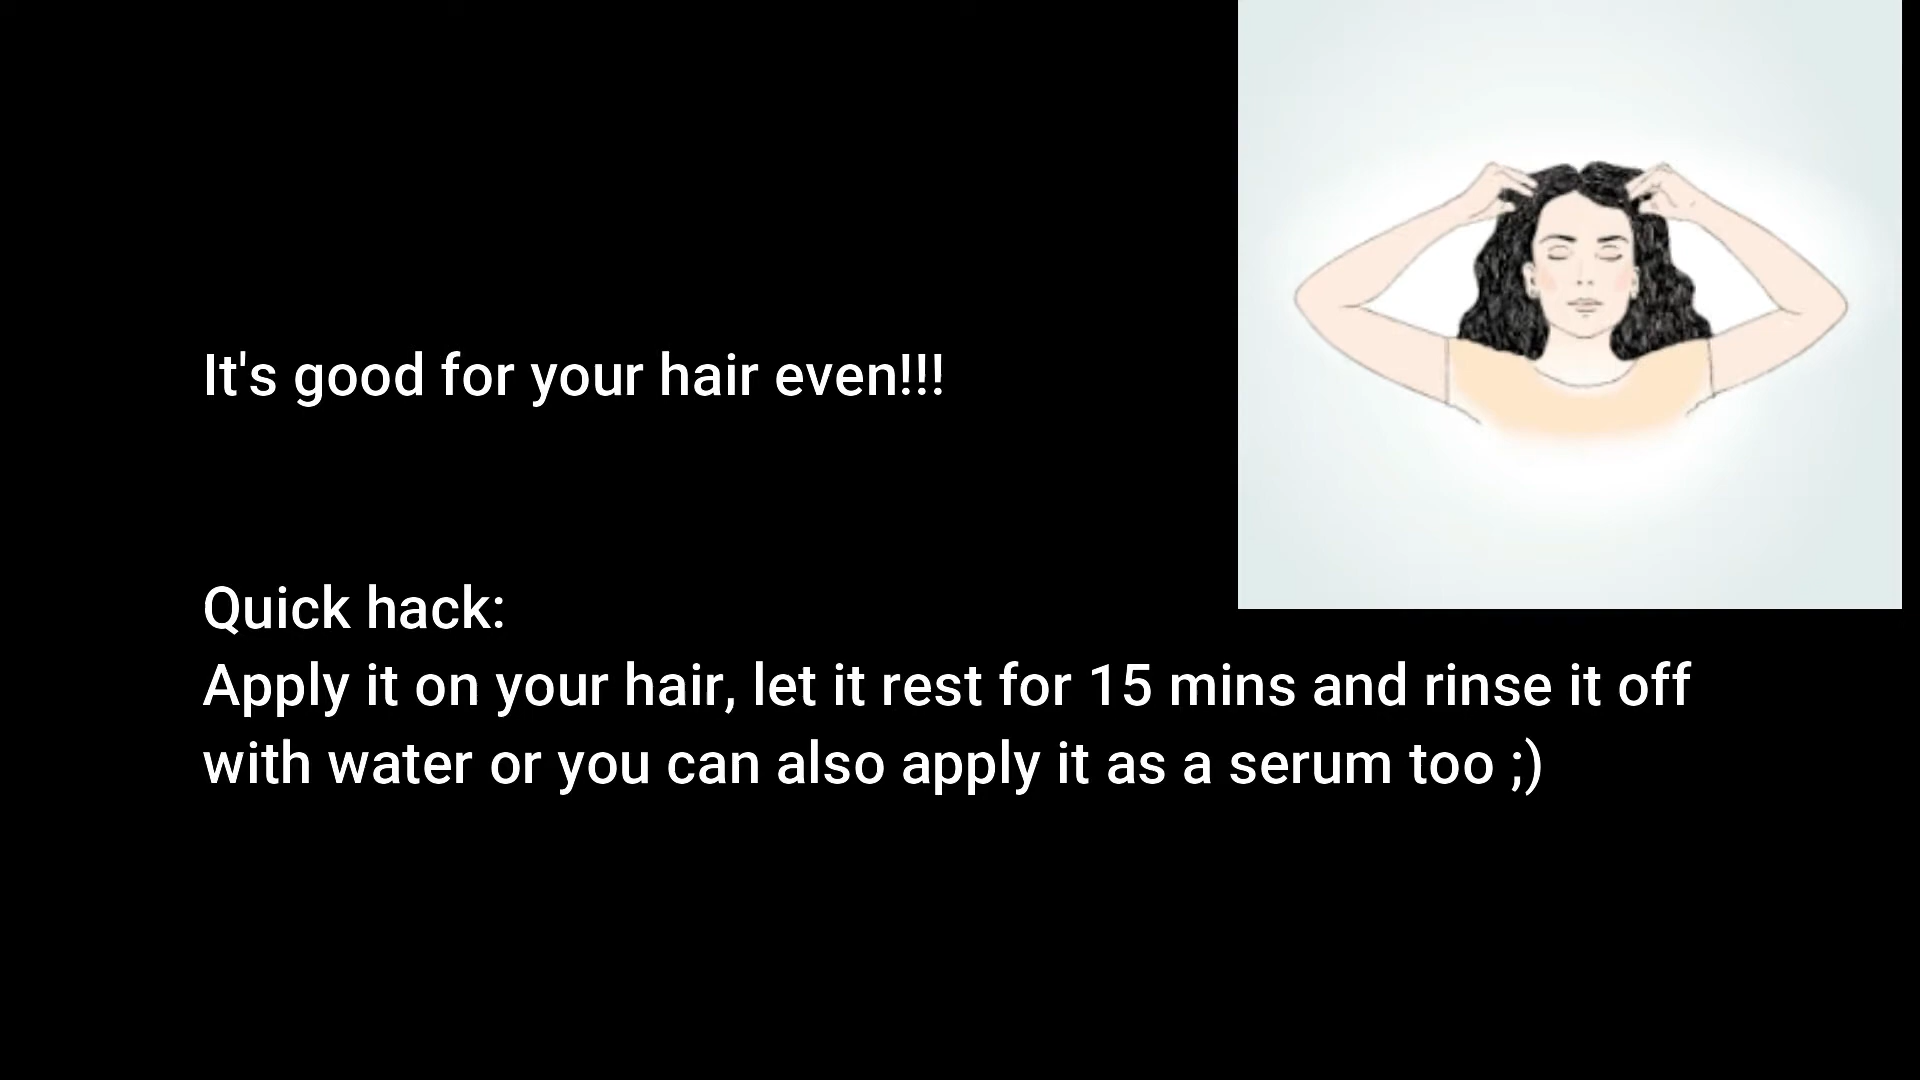 It's good for your hair even!!!
Quick hack:
Apply it on your hair, let it rest for 15 mins and rinse it off
with water or you can also apply it as a serum too ;)